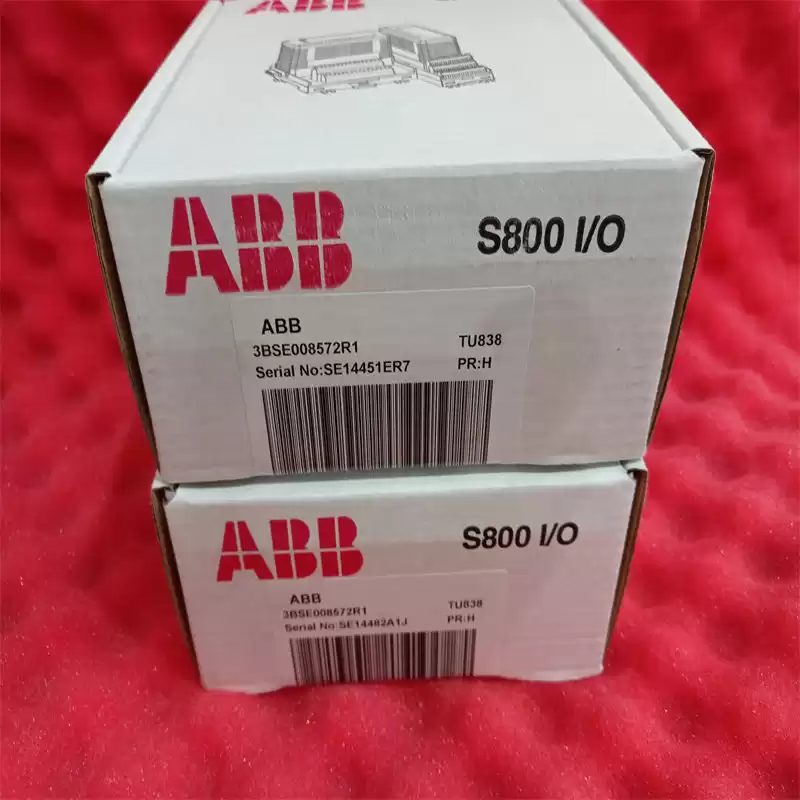 ABB
ABB
S800 I/O
ABB
3BSE008572R1
TU838
Serial No:SE14451ER7
PR:H
ABB
S800 I/O
ABB
3BSE008572R1
TU838
Serial No:SE14482A1J
PR:H